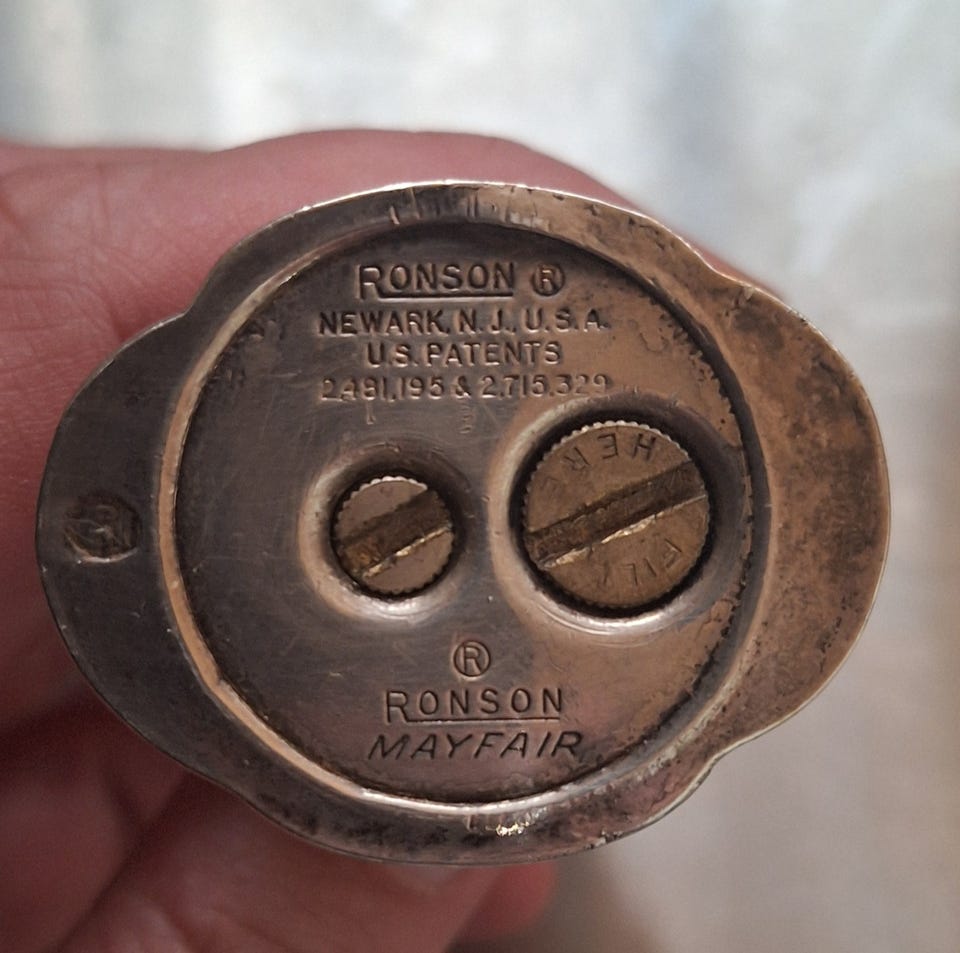 RONSON ®
NEWARK, N.J., U.S.A.
U.S. PATENTS
2,481,195 & 2,715,329
FILL HERE
®
RONSON
MAYFAIR